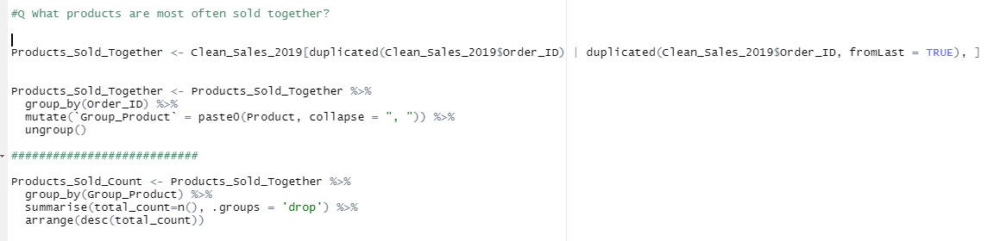 #Q What products are most often sold together?
Products_Sold_Together <- Clean_Sales_2019[duplicated(Clean_Sales_2019$Order_ID) | duplicated(Clean_Sales_2019$Order_ID, fromLast = TRUE), ]
Products_Sold_Together <- Products_Sold_Together %>%
  group_by(Order_ID) %>%
  mutate(`Group_Product` = paste0(Product, collapse = ", ")) %>%
  ungroup()
###########################
Products_Sold_Count <- Products_Sold_Together %>%
  group_by(Group_Product) %>%
  summarise(total_count=n(), .groups = 'drop') %>%
  arrange(desc(total_count))